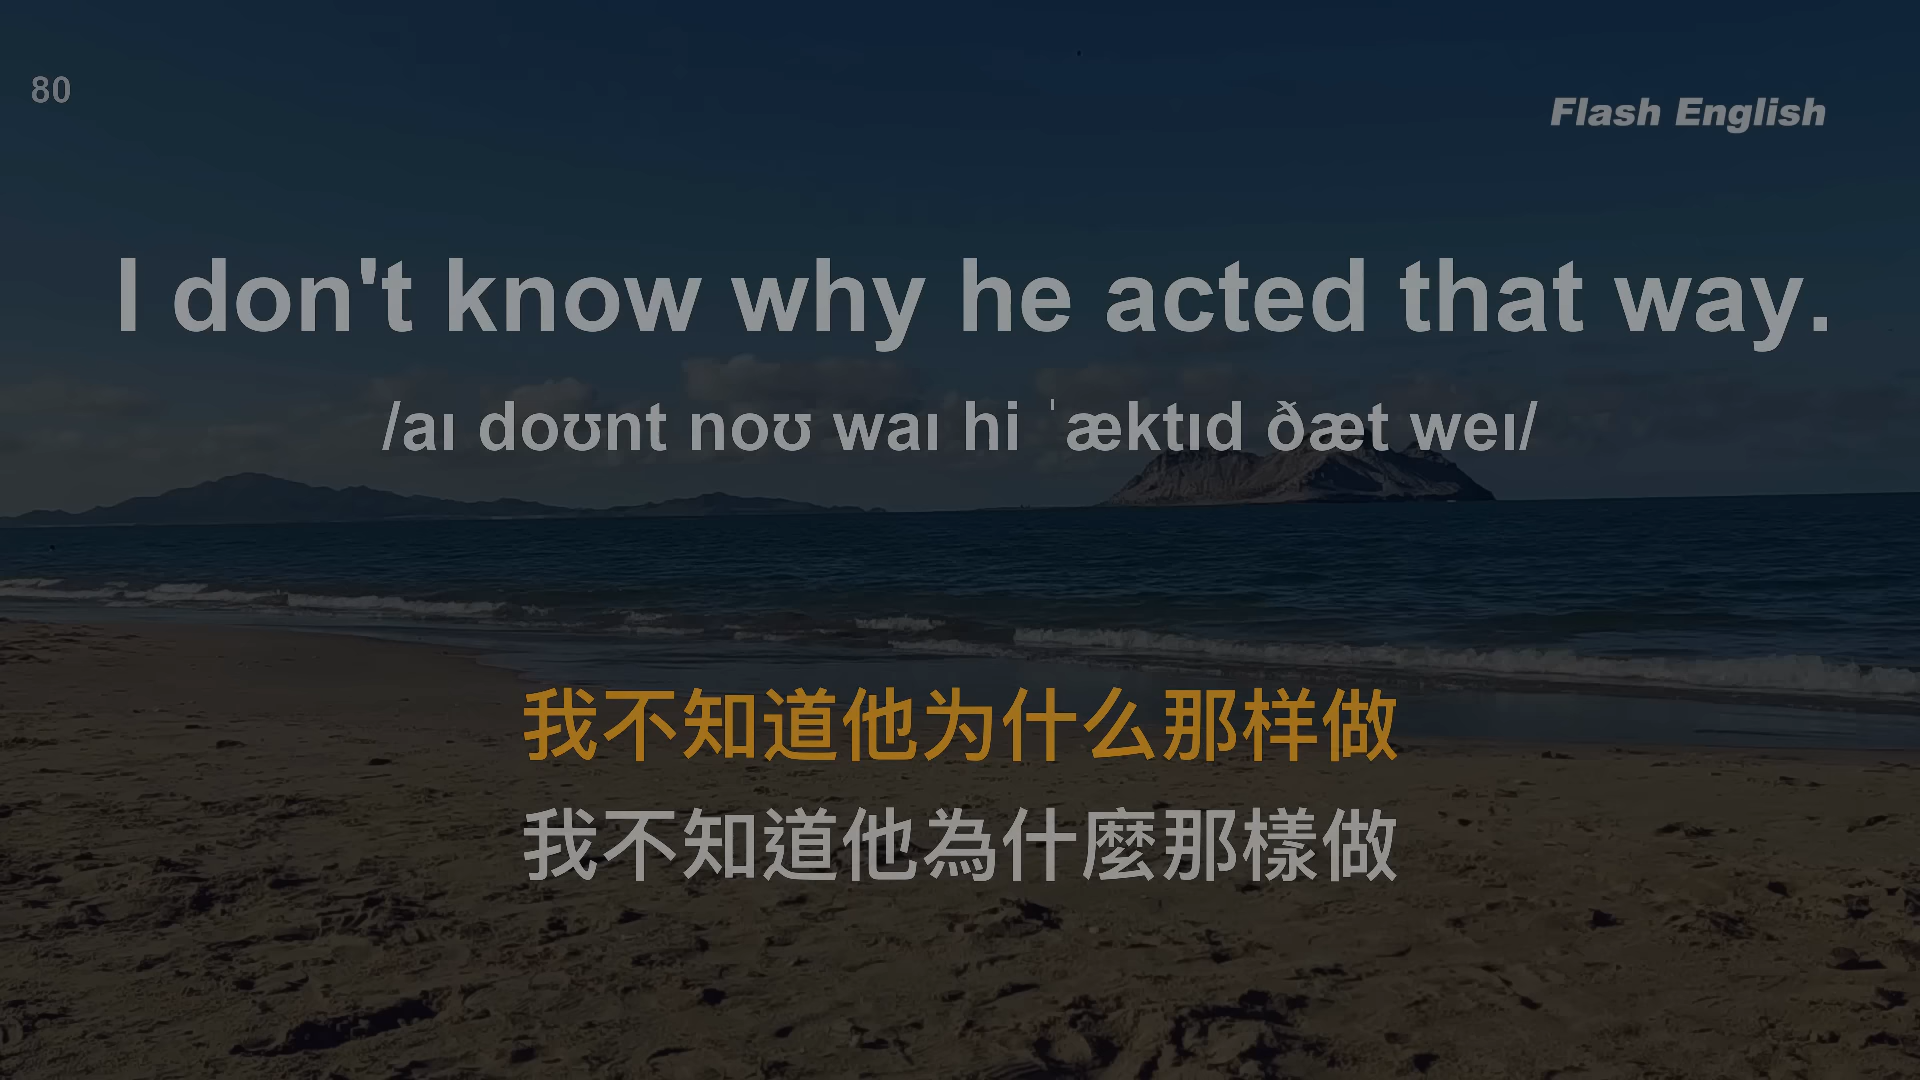 80
Flash English
I don't know why he acted that way.
/aɪ doʊnt noʊ waɪ hi ˈæktɪd ðæt weɪ/
我不知道他为什么那样做
我不知道他為什麼那樣做